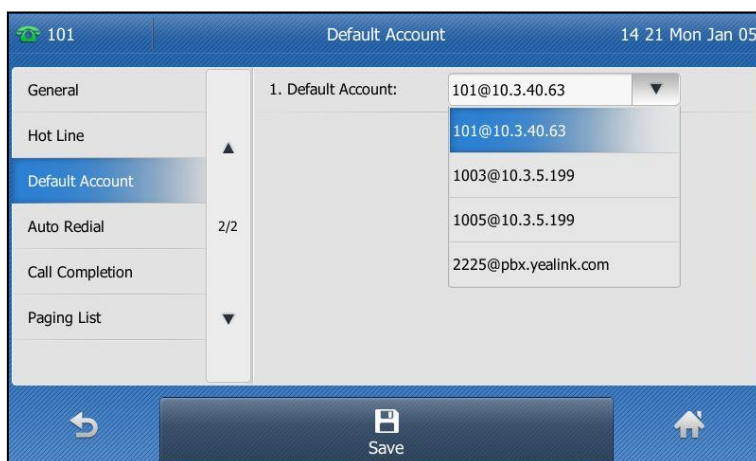 101 Default Account 14 21 Mon Jan 05
General
Hot Line
Default Account
Auto Redial
Call Completion
Paging List
2/2
1. Default Account: 101@10.3.40.63
101@10.3.40.63
1003@10.3.5.199
1005@10.3.5.199
2225@pbx.yealink.com
Save